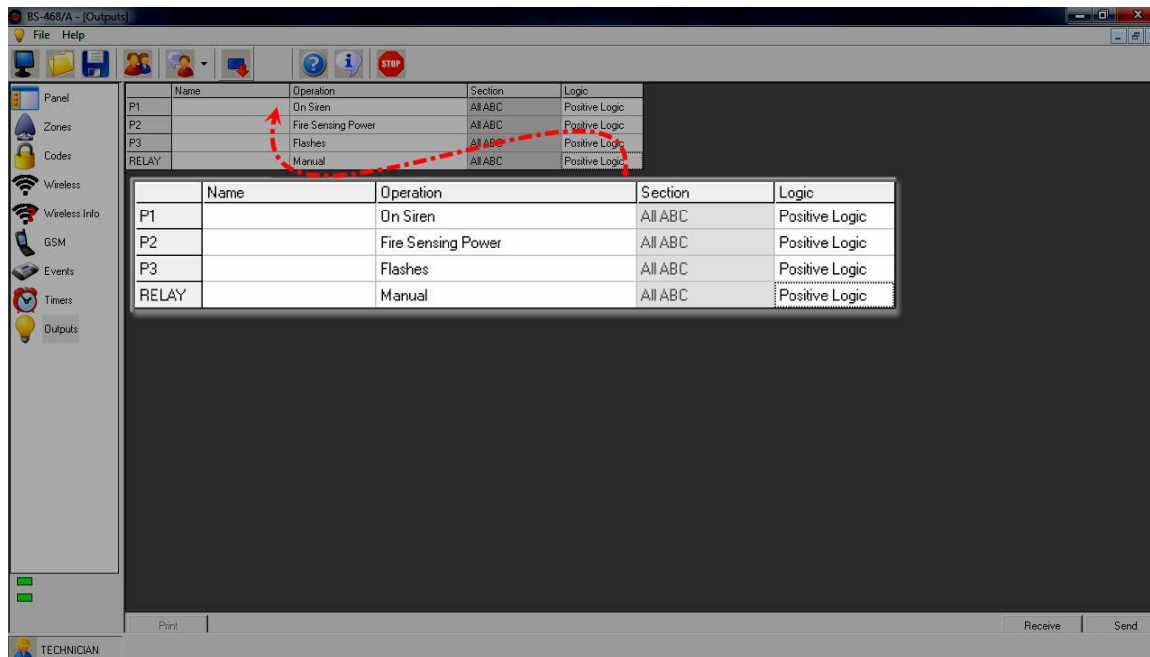 BS-468/A - [Outputs]
File Help
STOP
Panel
Zones
Codes
Wireless
Wireless Info
GSM
Events
Timers
Outputs
Name Operation Section Logic
P1 On Siren All ABC Positive Logic
P2 Fire Sensing Power All ABC Positive Logic
P3 Flashes All ABC Positive Logic
RELAY Manual All ABC Positive Logic
Name Operation Section Logic
P1 On Siren All ABC Positive Logic
P2 Fire Sensing Power All ABC Positive Logic
P3 Flashes All ABC Positive Logic
RELAY Manual All ABC Positive Logic
Print Receive Send
TECHNICIAN